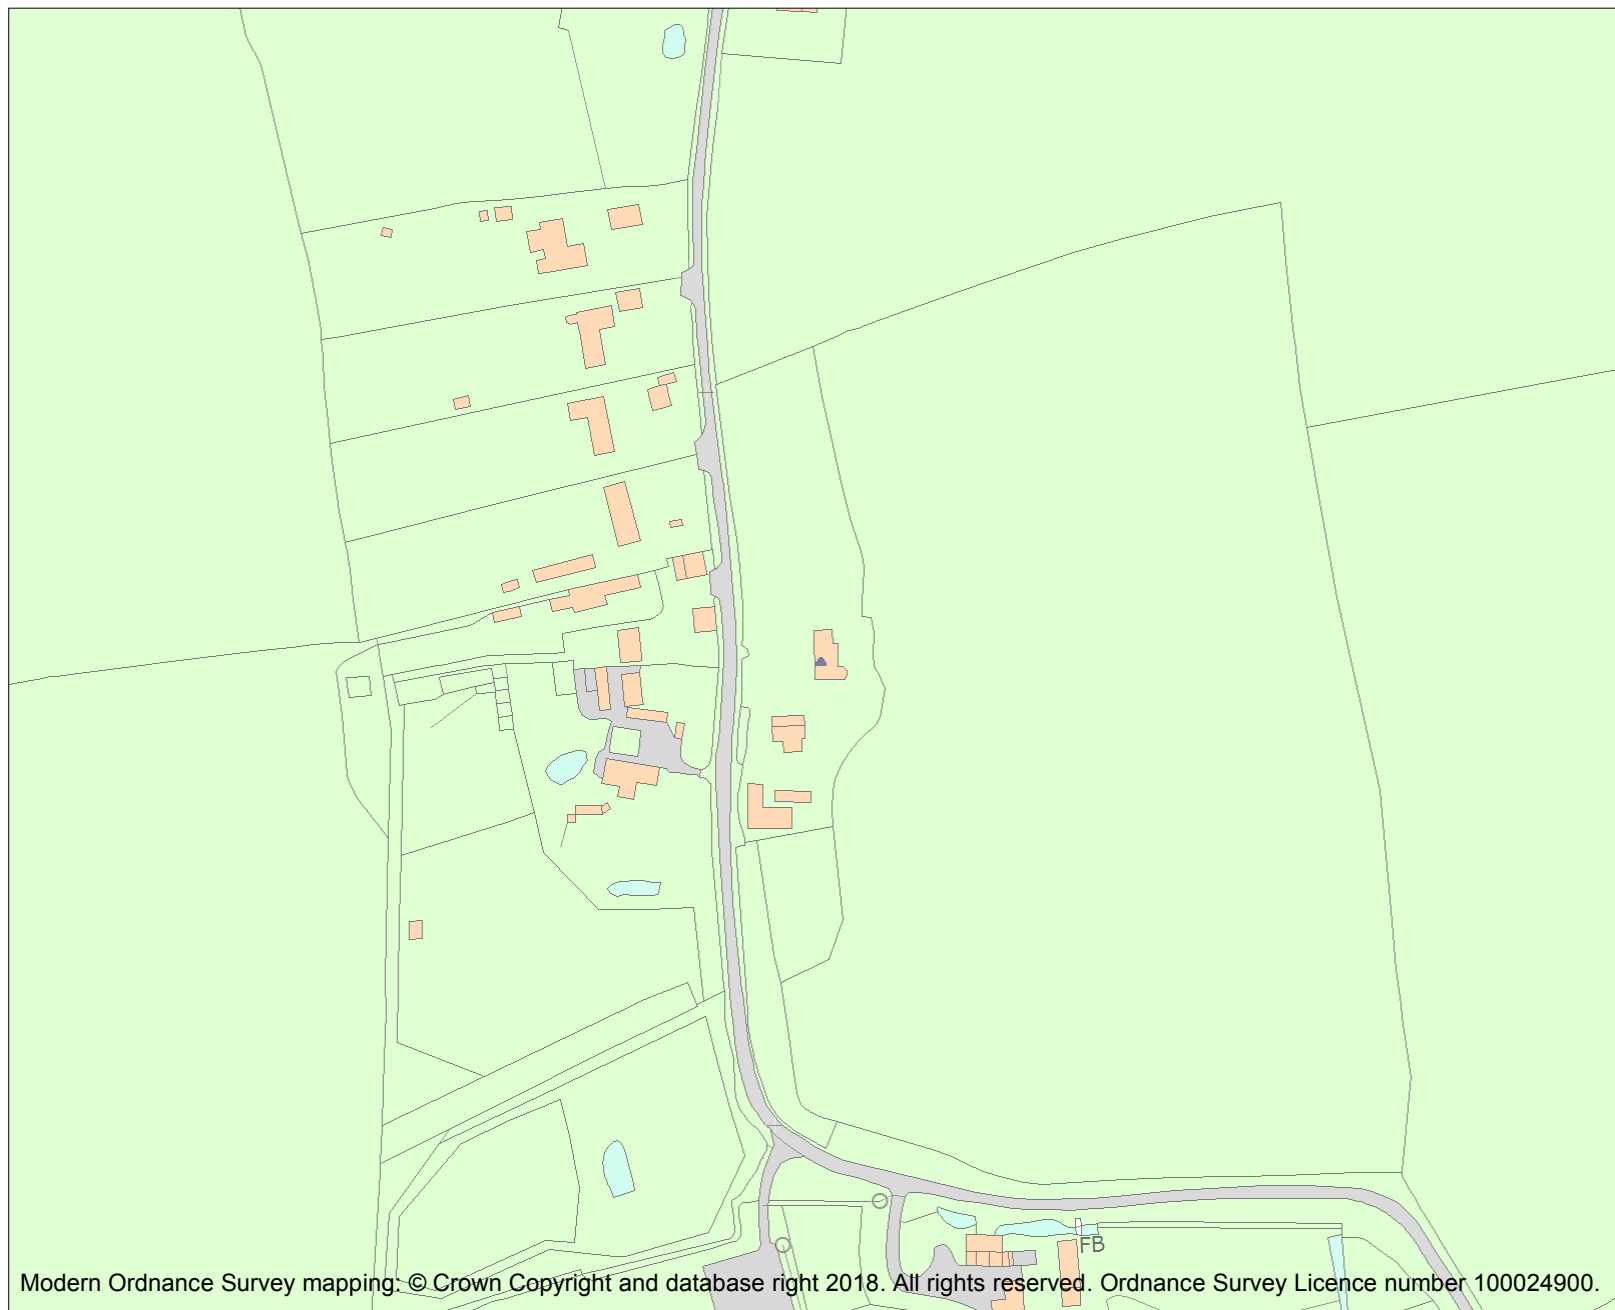 FB
Modern Ordnance Survey mapping: © Crown Copyright and database right 2018. All rights reserved. Ordnance Survey Licence number 100024900.